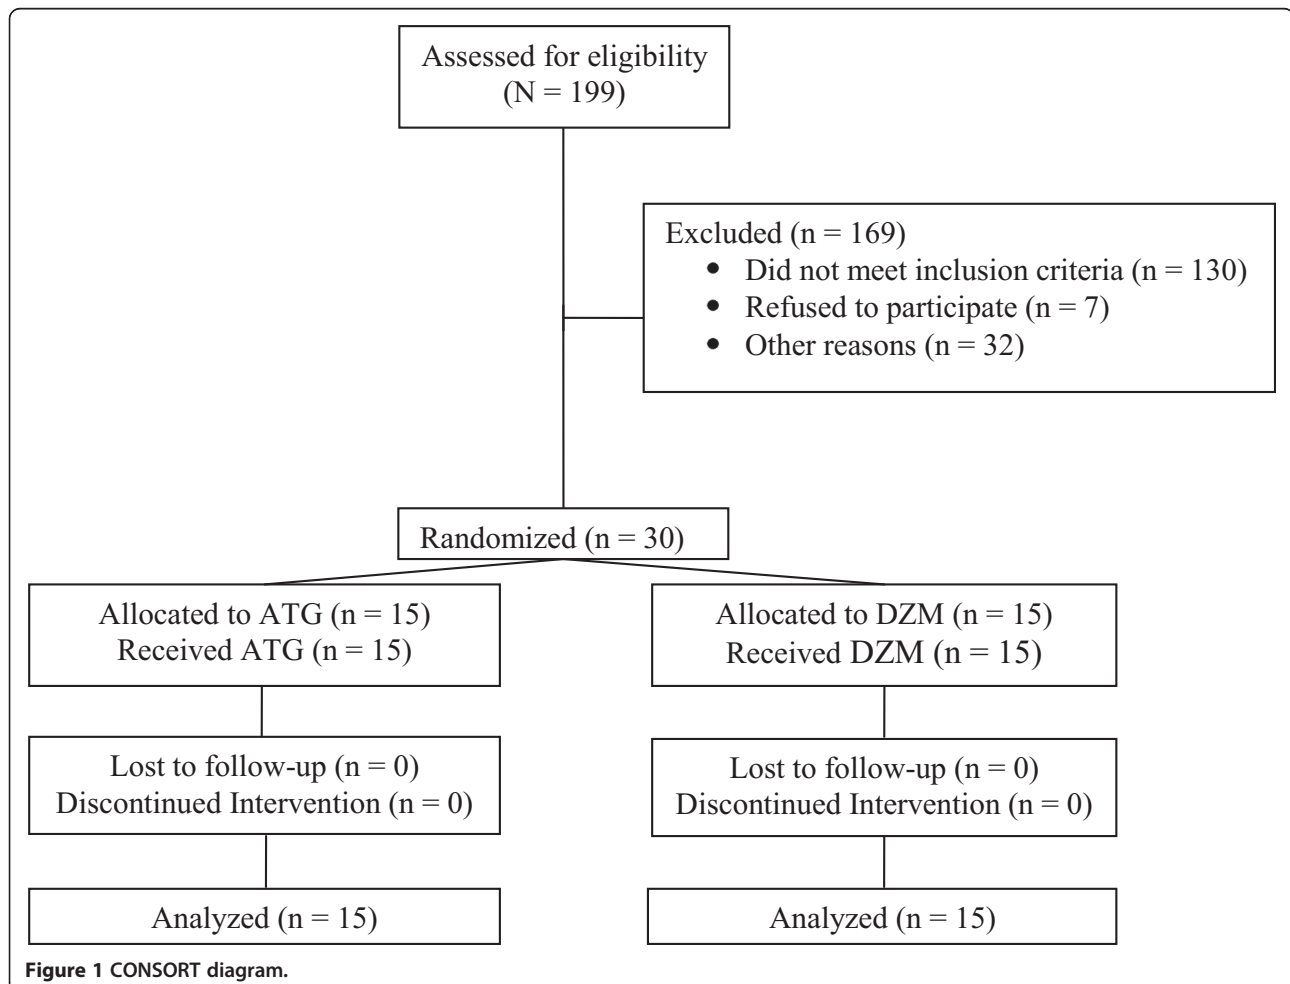 Assessed for eligibility
(N = 199)
Excluded (n = 169)
• Did not meet inclusion criteria (n = 130)
• Refused to participate (n = 7)
• Other reasons (n = 32)
Randomized (n = 30)
Allocated to ATG (n = 15)
Received ATG (n = 15)
Allocated to DZM (n = 15)
Received DZM (n = 15)
Lost to follow-up (n = 0)
Discontinued Intervention (n = 0)
Lost to follow-up (n = 0)
Discontinued Intervention (n = 0)
Analyzed (n = 15)
Analyzed (n = 15)
Figure 1 CONSORT diagram.